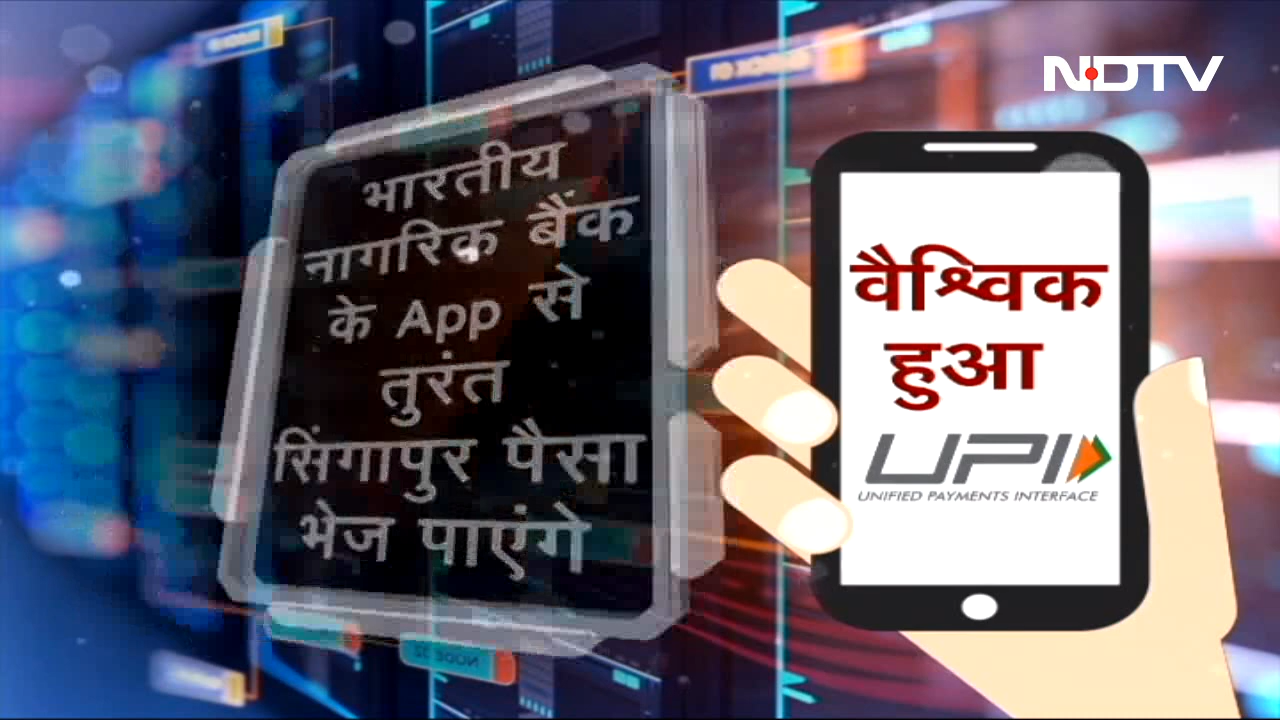 NDTV
भारतीय
नागरिक बैंक
के App से
तुरंत
सिंगापुर पैसा
भेज पाएंगे
वैश्विक
हुआ
UPI
UNIFIED PAYMENTS INTERFACE